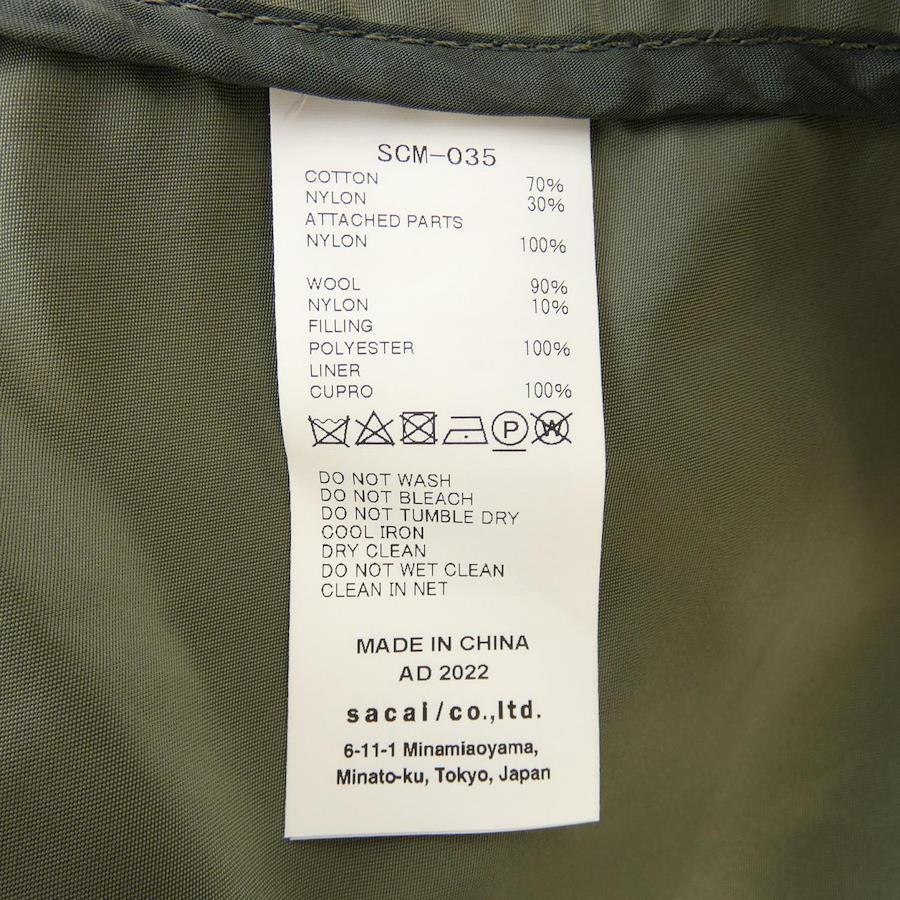 SCM-035
COTTON 70%
NYLON 30%
ATTACHED PARTS
NYLON 100%
WOOL 90%
NYLON 10%
FILLING
POLYESTER 100%
LINER
CUPRO 100%
P W
DO NOT WASH
DO NOT BLEACH
DO NOT TUMBLE DRY
COOL IRON
DRY CLEAN
DO NOT WET CLEAN
CLEAN IN NET
MADE IN CHINA
AD 2022
sacai/co.,ltd.
6-11-1 Minamiaoyama,
Minato-ku, Tokyo, Japan